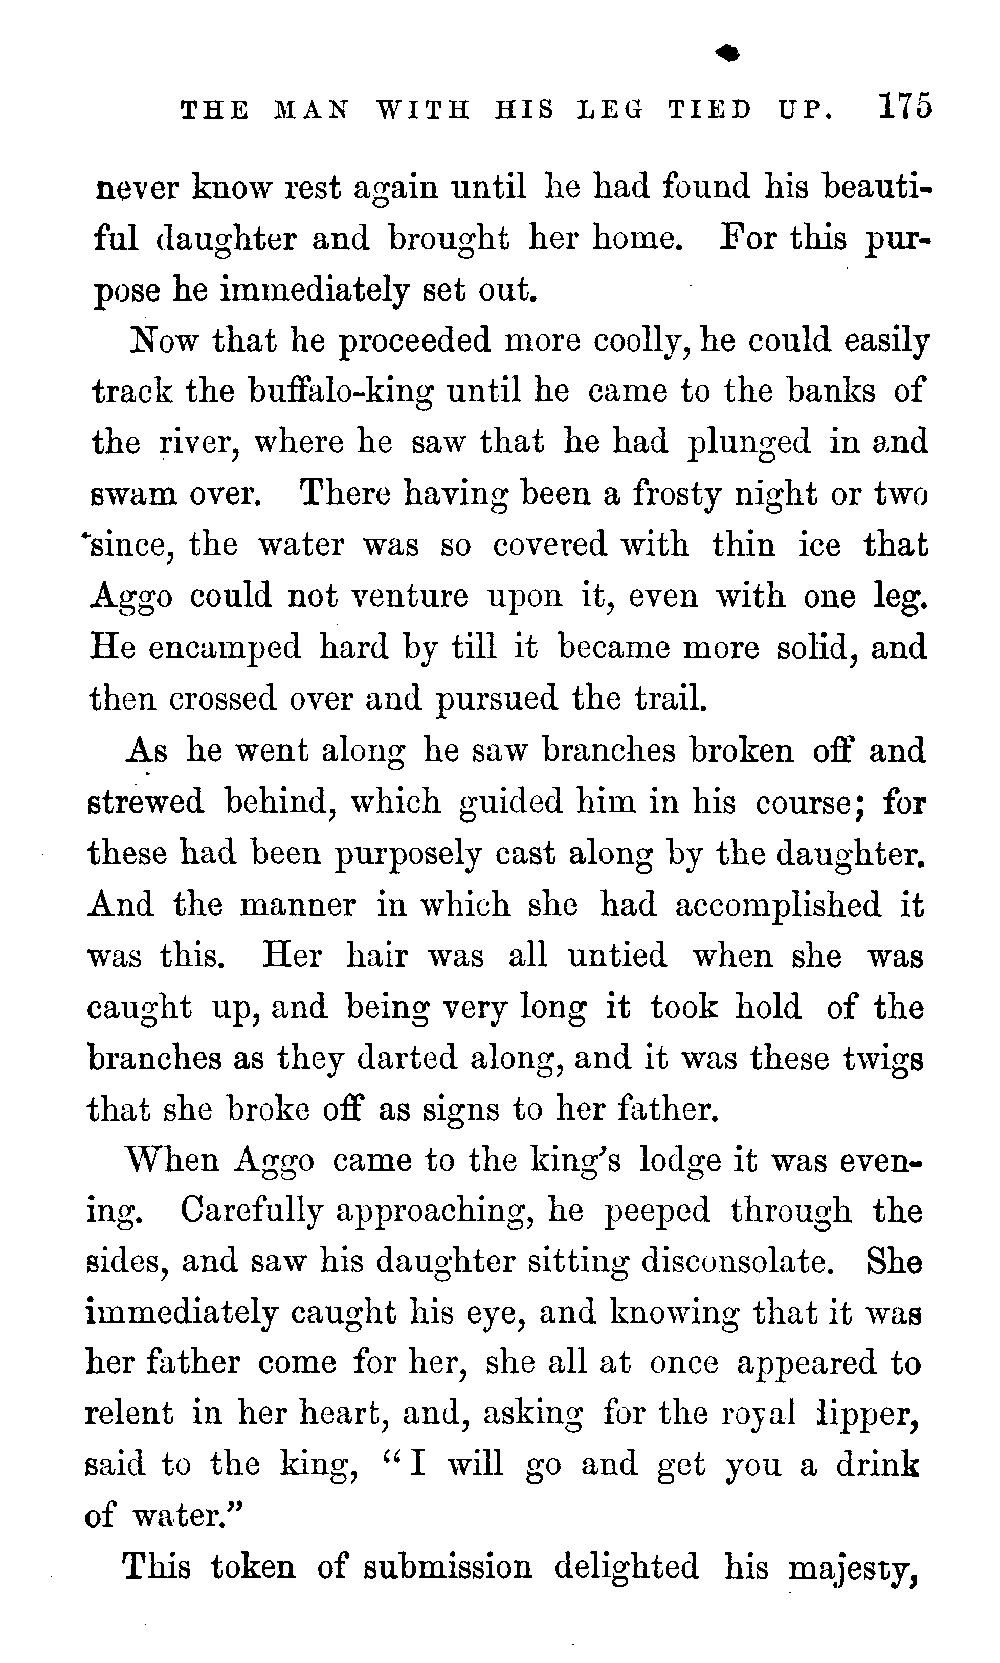 THE MAN WITH HIS LEG TIED UP. 175
never know rest again until he had found his beauti-
ful daughter and brought her home. For this pur-
pose he immediately set out.
Now that he proceeded more coolly, he could easily
track the buffalo-king until he came to the banks of
the river, where he saw that he had plunged in and
swam over. There having been a frosty night or two
since, the water was so covered with thin ice that
Aggo could not venture upon it, even with one leg.
He encamped hard by till it became more solid, and
then crossed over and pursued the trail.
As he went along he saw branches broken off and
strewed behind, which guided him in his course; for
these had been purposely cast along by the daughter.
And the manner in which she had accomplished it
was this. Her hair was all untied when she was
caught up, and being very long it took hold of the
branches as they darted along, and it was these twigs
that she broke off as signs to her father.
When Aggo came to the king's lodge it was even-
ing. Carefully approaching, he peeped through the
sides, and saw his daughter sitting disconsolate. She
immediately caught his eye, and knowing that it was
her father come for her, she all at once appeared to
relent in her heart, and, asking for the royal lipper,
said to the king, "I will go and get you a drink
of water."
This token of submission delighted his majesty,